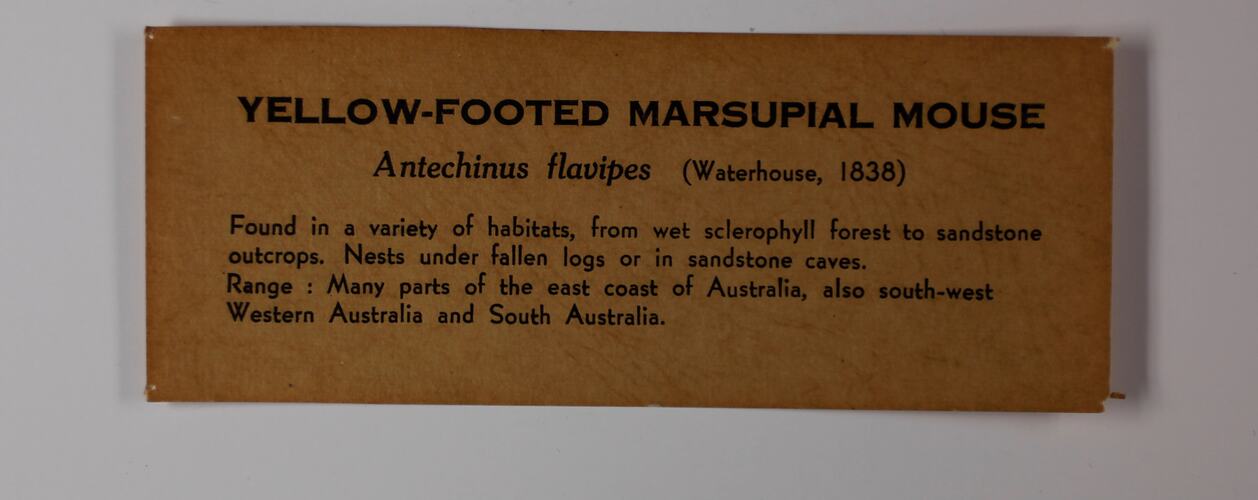 YELLOW-FOOTED MARSUPIAL MOUSE
Antechinus flavipes (Waterhouse, 1838)
Found in a variety of habitats, from wet sclerophyll forest to sandstone
outcrops. Nests under fallen logs or in sandstone caves.
Range : Many parts of the east coast of Australia, also south-west
Western Australia and South Australia.